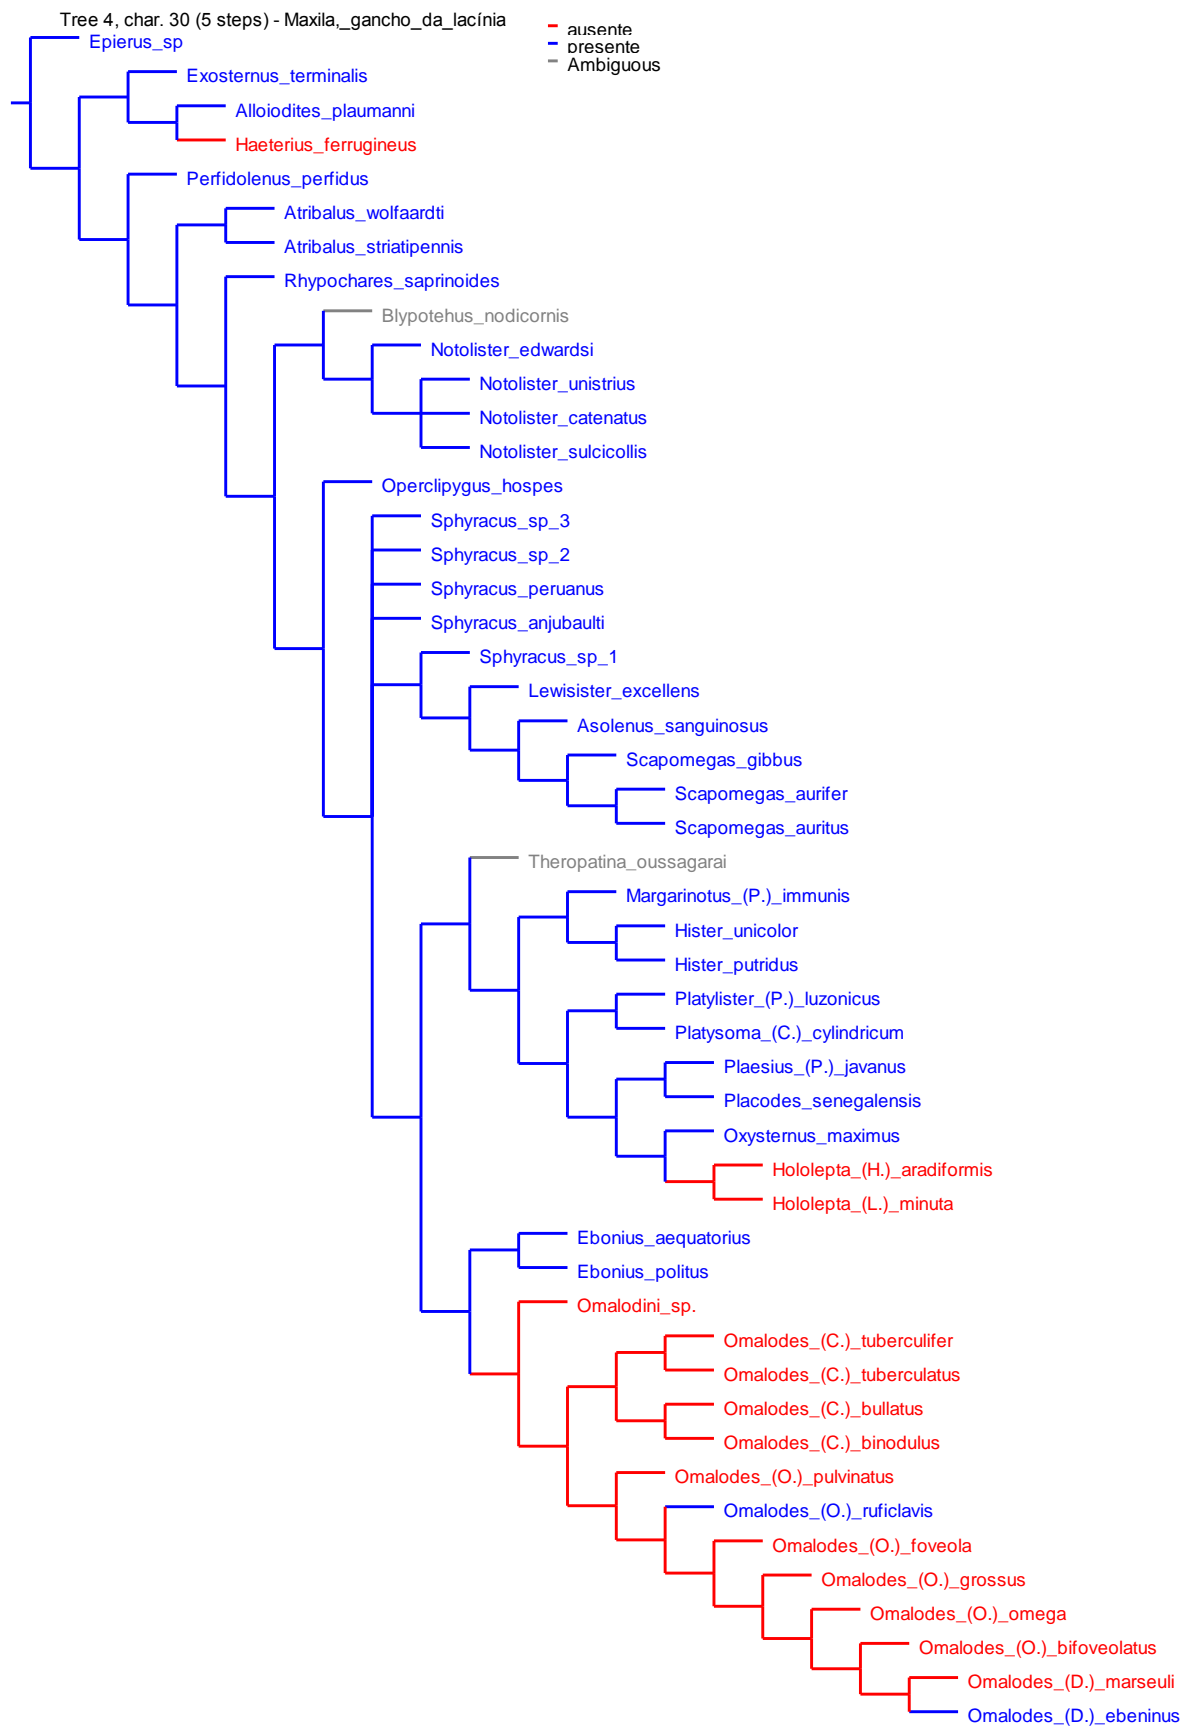 Tree 4, char. 30 (5 steps) - Maxila,_gancho_da_lacínia
ausente
presente
Ambiguous
Epierus_sp
Exosternus_terminalis
Alloiodites_plaumanni
Haeterius_ferrugineus
Perfidolenus_perfidus
Atribalus_wolfaardti
Atribalus_striatipennis
Rhypochares_saprinoides
Blypotehus_nodicornis
Notolister_edwardsi
Notolister_unistrius
Notolister_catenatus
Notolister_sulcicollis
Operclipygus_hospes
Sphyracus_sp_3
Sphyracus_sp_2
Sphyracus_peruanus
Sphyracus_anjubaulti
Sphyracus_sp_1
Lewisister_excellens
Asolenus_sanguinosus
Scapomegas_gibbus
Scapomegas_aurifer
Scapomegas_auritus
Theropatina_oussagarai
Margarinotus_(P.)_immunis
Hister_unicolor
Hister_putridus
Platylister_(P.)_luzonicus
Platysoma_(C.)_cylindricum
Plaesius_(P.)_javanus
Placodes_senegalensis
Oxysternus_maximus
Hololepta_(H.)_aradiformis
Hololepta_(L.)_minuta
Ebonius_aequatorius
Ebonius_politus
Omalodini_sp.
Omalodes_(C.)_tuberculifer
Omalodes_(C.)_tuberculatus
Omalodes_(C.)_bullatus
Omalodes_(C.)_binodulus
Omalodes_(O.)_pulvinatus
Omalodes_(O.)_ruficlavis
Omalodes_(O.)_foveola
Omalodes_(O.)_grossus
Omalodes_(O.)_omega
Omalodes_(O.)_bifoveolatus
Omalodes_(D.)_marseuli
Omalodes_(D.)_ebeninus